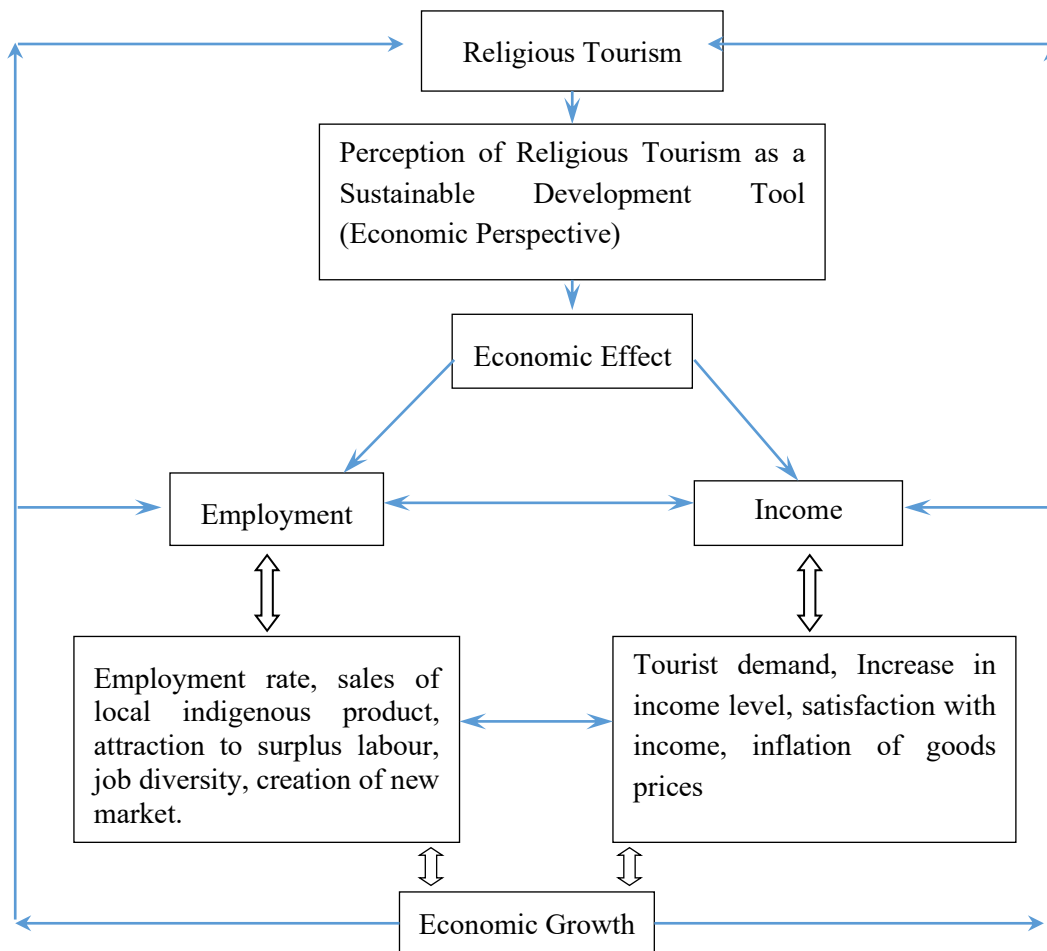 Religious Tourism
Perception of Religious Tourism as a
Sustainable Development Tool
(Economic Perspective)
Economic Effect
Employment
Income
Employment rate, sales of
local indigenous product,
attraction to surplus labour,
job diversity, creation of new
market.
Tourist demand, Increase in
income level, satisfaction with
income, inflation of goods
prices
Economic Growth